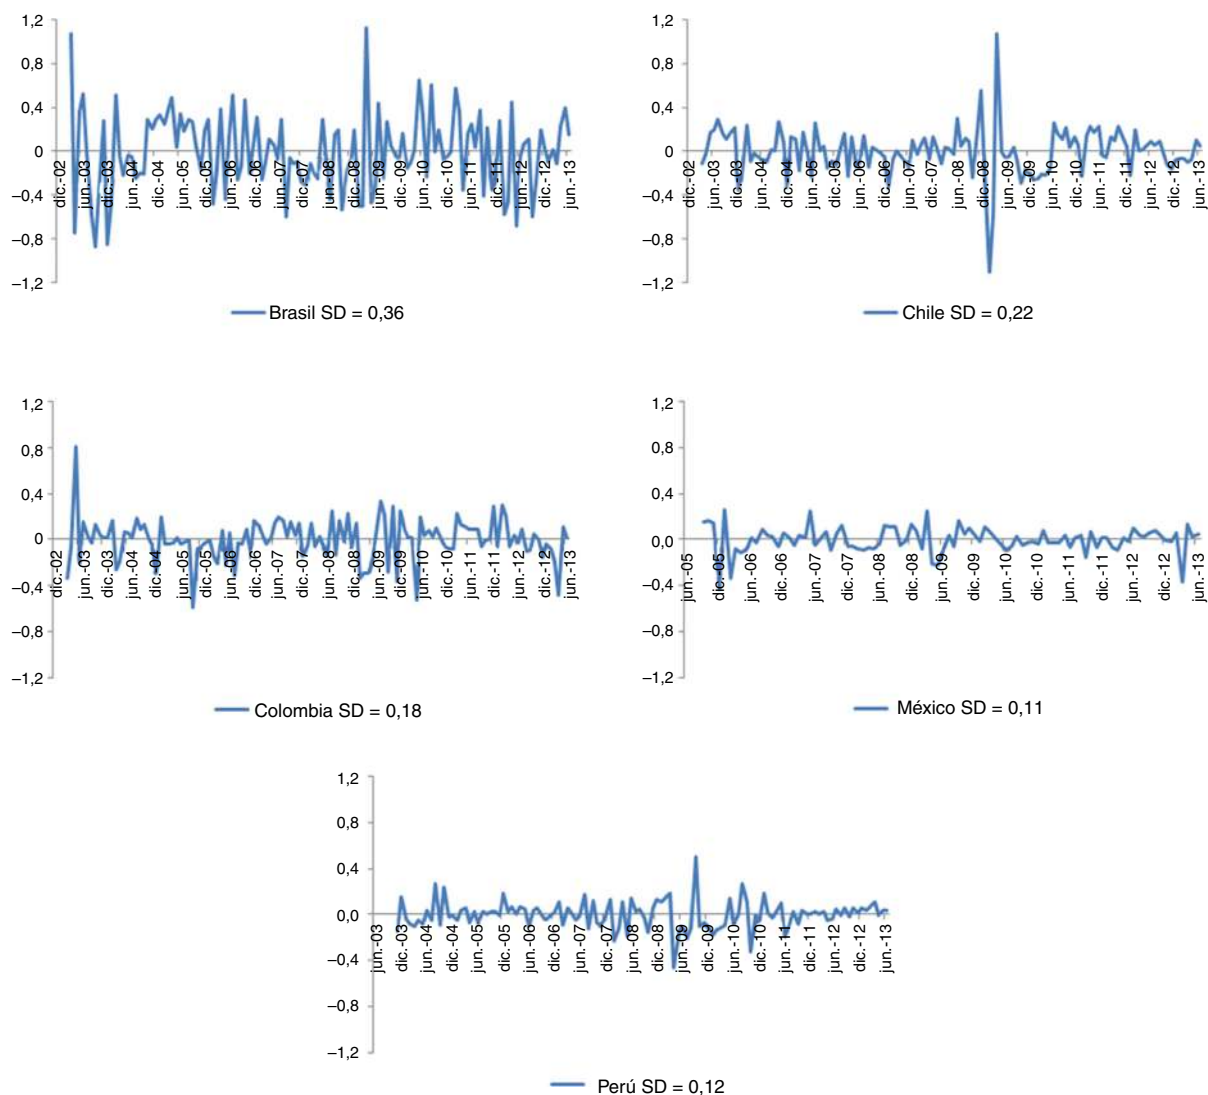 1,2
0,8
0,4
0
–0,4
–0,8
–1,2
dic.-02
jun.-03
dic.-03
jun.-04
dic.-04
jun.-05
dic.-05
jun.-06
dic.-06
jun.-07
dic.-07
jun.-08
dic.-08
jun.-09
dic.-09
jun.-10
dic.-10
jun.-11
dic.-11
jun.-12
dic.-12
jun.-13
Brasil SD = 0,36
1,2
0,8
0,4
0
–0,4
–0,8
–1,2
dic.-02
jun.-03
dic.-03
jun.-04
dic.-04
jun.-05
dic.-05
jun.-06
dic.-06
jun.-07
dic.-07
jun.-08
dic.-08
jun.-09
dic.-09
jun.-10
dic.-10
jun.-11
dic.-11
jun.-12
dic.-12
jun.-13
Chile SD = 0,22
1,2
0,8
0,4
0
–0,4
–0,8
–1,2
dic.-02
jun.-03
dic.-03
jun.-04
dic.-04
jun.-05
dic.-05
jun.-06
dic.-06
jun.-07
dic.-07
jun.-08
dic.-08
jun.-09
dic.-09
jun.-10
dic.-10
jun.-11
dic.-11
jun.-12
dic.-12
jun.-13
Colombia SD = 0,18
1,2
0,8
0,4
0,0
–0,4
–0,8
–1,2
jun.-05
dic.-05
jun.-06
dic.-06
jun.-07
dic.-07
jun.-08
dic.-08
jun.-09
dic.-09
jun.-10
dic.-10
jun.-11
dic.-11
jun.-12
dic.-12
jun.-13
México SD = 0,11
1,2
0,8
0,4
0,0
–0,4
–0,8
–1,2
jun.-03
dic.-03
jun.-04
dic.-04
jun.-05
dic.-05
jun.-06
dic.-06
jun.-07
dic.-07
jun.-08
dic.-08
jun.-09
dic.-09
jun.-10
dic.-10
jun.-11
dic.-11
jun.-12
dic.-12
jun.-13
Perú SD = 0,12